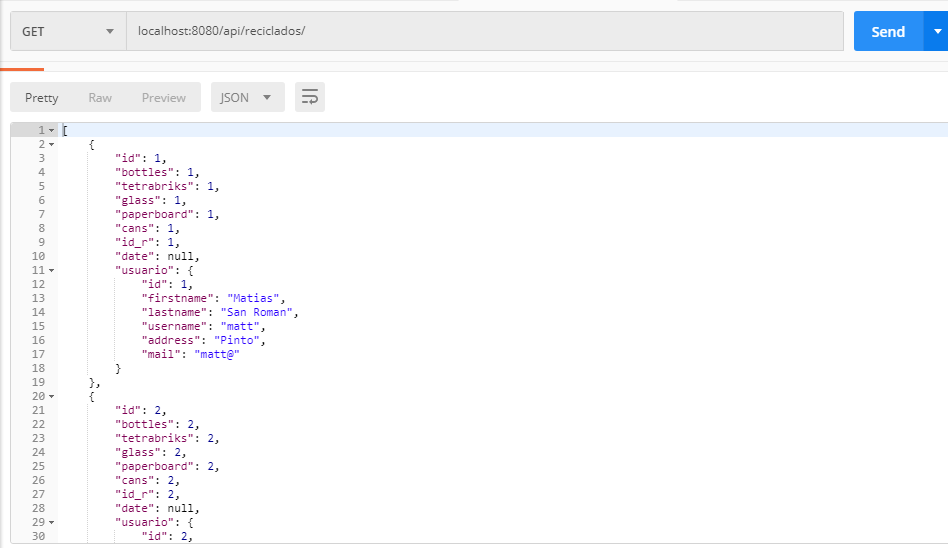 GET localhost:8080/api/reciclados/ Send
Pretty Raw Preview JSON
1 [
2 {
3 "id": 1,
4 "bottles": 1,
5 "tetrabriks": 1,
6 "glass": 1,
7 "paperboard": 1,
8 "cans": 1,
9 "id_r": 1,
10 "date": null,
11 "usuario": {
12 "id": 1,
13 "firstname": "Matias",
14 "lastname": "San Roman",
15 "username": "matt",
16 "address": "Pinto",
17 "mail": "matt@"
18 }
19 },
20 {
21 "id": 2,
22 "bottles": 2,
23 "tetrabriks": 2,
24 "glass": 2,
25 "paperboard": 2,
26 "cans": 2,
27 "id_r": 2,
28 "date": null,
29 "usuario": {
30 "id": 2,